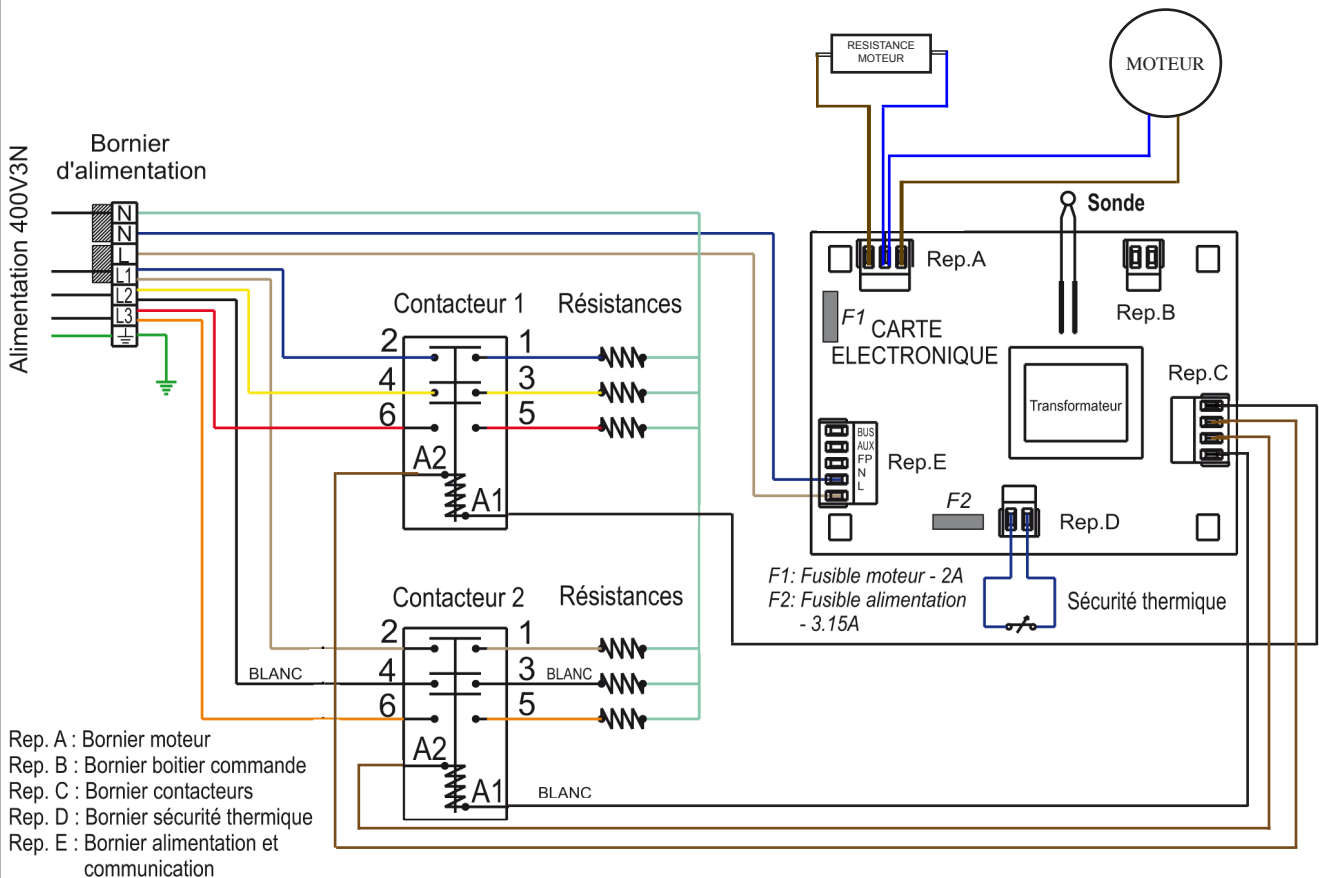 RESISTANCE
MOTEUR
MOTEUR
Bornier
d'alimentation
Alimentation 400V3N
N
N
L
L1
L2
L3
Sonde
Rep.A
Rep.B
F1
CARTE
ELECTRONIQUE
Rep.C
Transformateur
Contacteur 1
Résistances
2
1
4
3
6
5
A2
A1
BUS
AUX
FP
N
L
Rep.E
F2
Rep.D
F1: Fusible moteur - 2A
F2: Fusible alimentation
- 3.15A
Sécurité thermique
Contacteur 2
Résistances
2
1
4
3
6
5
BLANC
BLANC
A2
A1
BLANC
Rep. A : Bornier moteur
Rep. B : Bornier boitier commande
Rep. C : Bornier contacteurs
Rep. D : Bornier sécurité thermique
Rep. E : Bornier alimentation et
communication